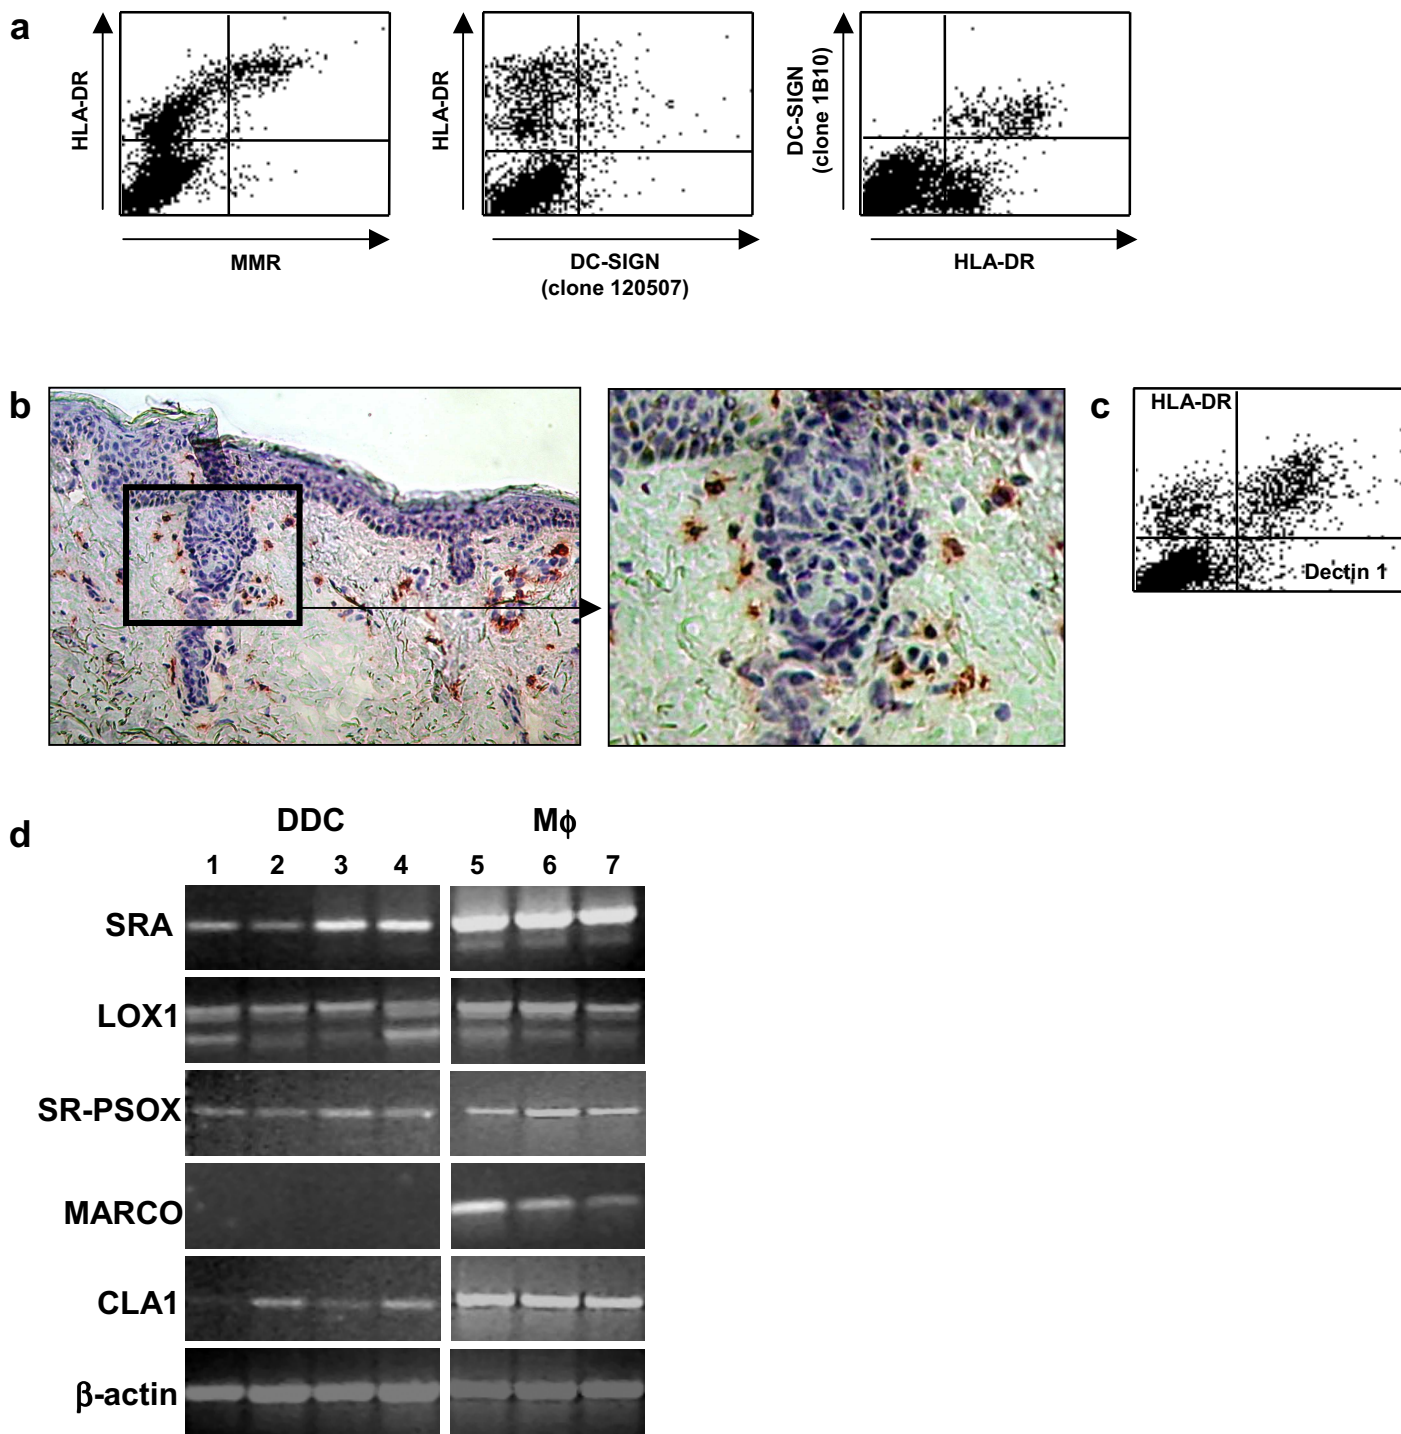 a
HLA-DR
MMR
HLA-DR
DC-SIGN
(clone 120507)
DC-SIGN
(clone 1B10)
HLA-DR
b
c
HLA-DR
Dectin 1
d
DDC Mϕ
1 2 3 4 5 6 7
SRA
LOX1
SR-PSOX
MARCO
CLA1
β-actin